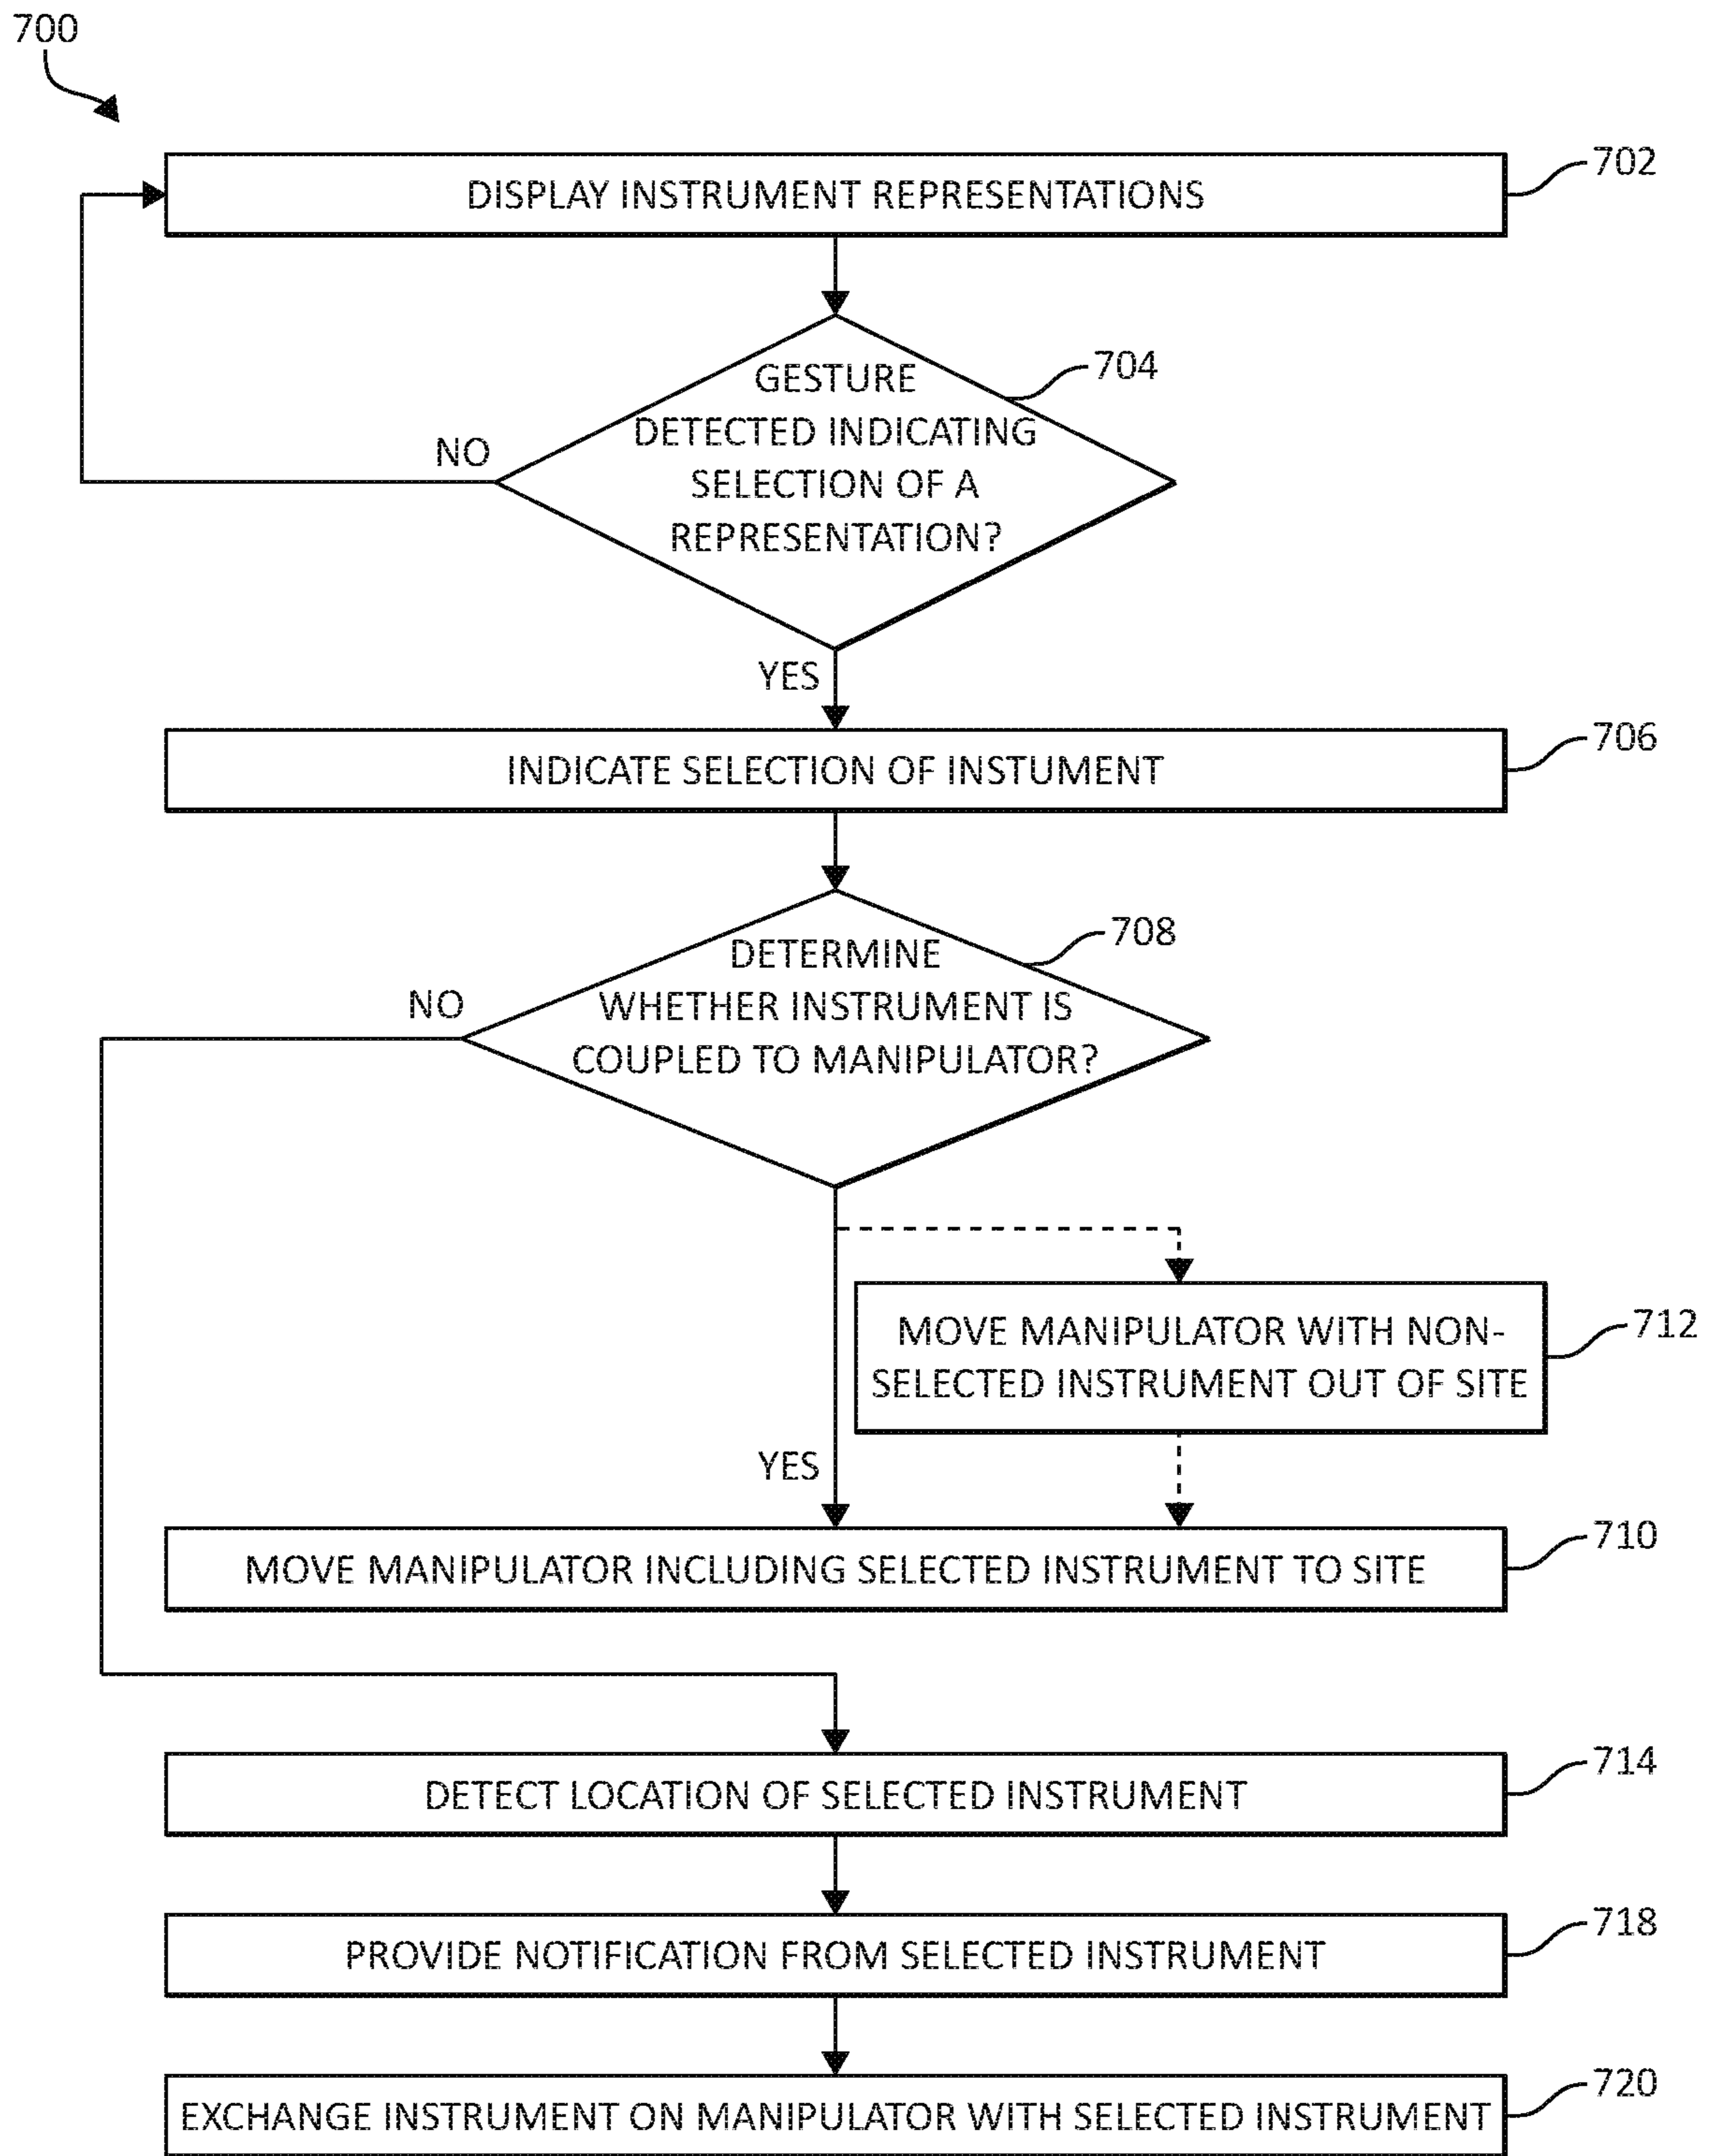 700
DISPLAY INSTRUMENT REPRESENTATIONS
702
GESTURE
DETECTED INDICATING
SELECTION OF A
REPRESENTATION?
704
NO
YES
INDICATE SELECTION OF INSTUMENT
706
DETERMINE
WHETHER INSTRUMENT IS
COUPLED TO MANIPULATOR?
708
NO
MOVE MANIPULATOR WITH NON-
SELECTED INSTRUMENT OUT OF SITE
712
YES
MOVE MANIPULATOR INCLUDING SELECTED INSTRUMENT TO SITE
710
DETECT LOCATION OF SELECTED INSTRUMENT
714
PROVIDE NOTIFICATION FROM SELECTED INSTRUMENT
718
EXCHANGE INSTRUMENT ON MANIPULATOR WITH SELECTED INSTRUMENT
720